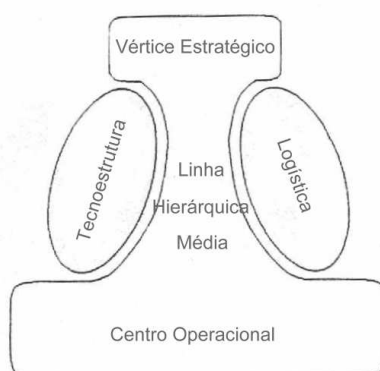 Vértice Estratégico
Tecnoestrutura
Linha
Hierárquica
Média
Logística
Centro Operacional